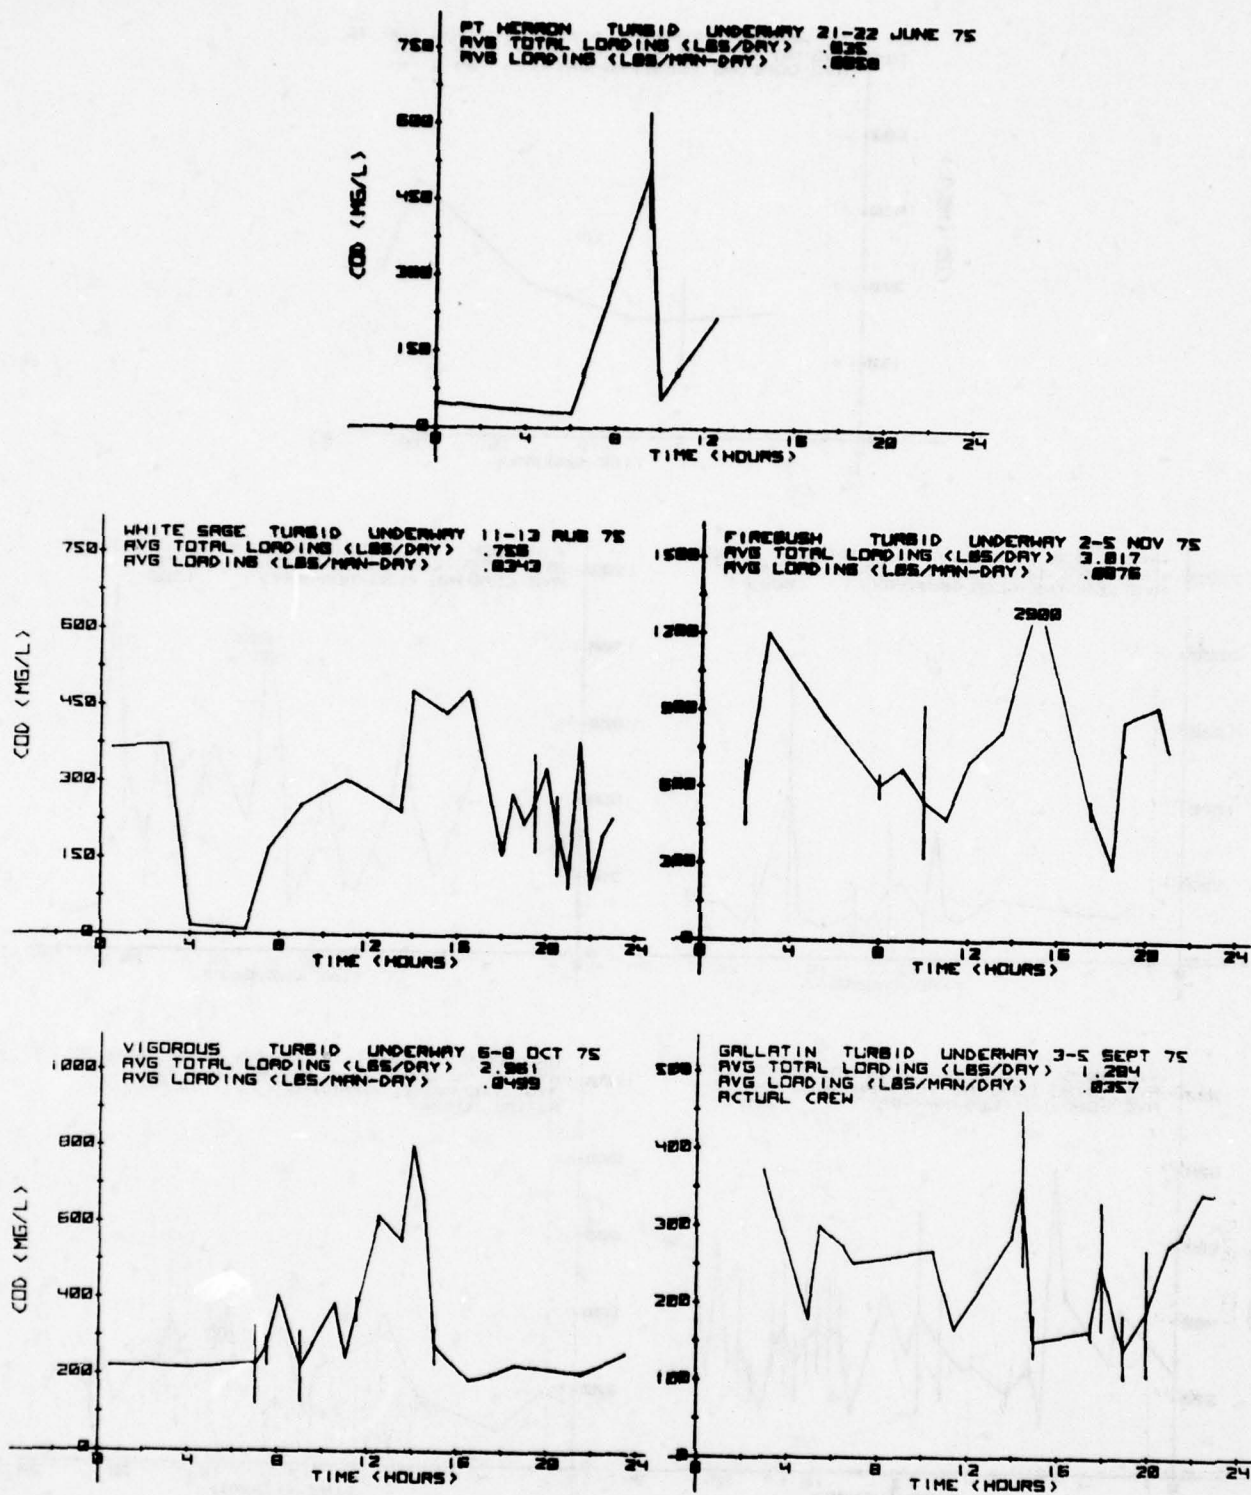 PT HERRON TURBID UNDERWAY 21-22 JUNE 75
AVG TOTAL LOADING (LBS/DAY) .035
AVG LOADING (LBS/MAN-DAY)
750
600
450
300
150
0
COD (MG/L)
0 4 8 12 16 20 24
TIME (HOURS)
WHITE SAGE TURBID UNDERWAY 11-13 AUG 75
AVG TOTAL LOADING (LBS/DAY) .755
AVG LOADING (LBS/MAN-DAY) .0343
750
600
450
300
150
0
COD (MG/L)
0 4 8 12 16 20 24
TIME (HOURS)
FIREBUSH TURBID UNDERWAY 2-5 NOV 75
AVG TOTAL LOADING (LBS/DAY) 3.817
AVG LOADING (LBS/MAN-DAY)
2900
1500
1200
900
600
300
-0
0 4 8 12 16 20 24
TIME (HOURS)
VIGOROUS TURBID UNDERWAY 6-8 OCT 75
AVG TOTAL LOADING (LBS/DAY) 2.961
AVG LOADING (LBS/MAN-DAY) .0499
1000
800
600
400
200
0
COD (MG/L)
0 4 8 12 16 20 24
TIME (HOURS)
GALLATIN TURBID UNDERWAY 3-5 SEPT 75
AVG TOTAL LOADING (LBS/DAY) 1.284
AVG LOADING (LBS/MAN/DAY) .0357
ACTUAL CREW
500
400
300
200
100
-0
0 4 8 12 16 20 24
TIME (HOURS)